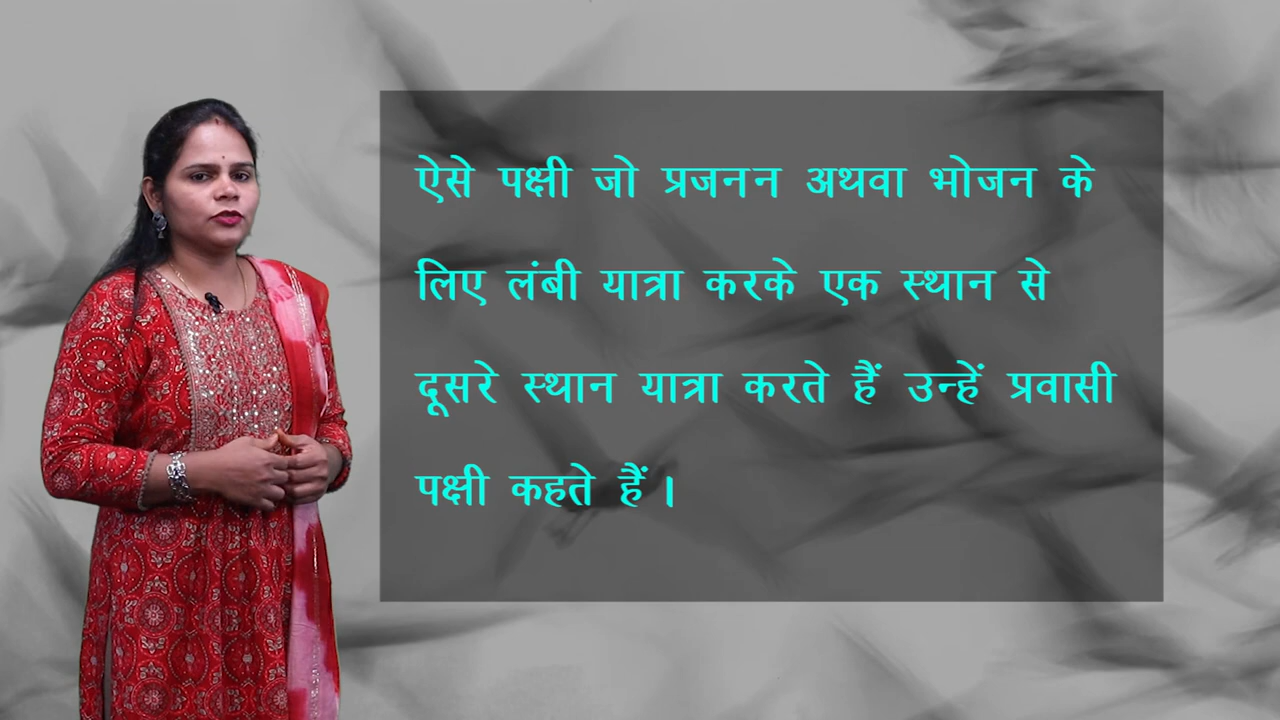 ऐसे पक्षी जो प्रजनन अथवा भोजन के
लिए लंबी यात्रा करके एक स्थान से
दूसरे स्थान यात्रा करते हैं उन्हें प्रवासी
पक्षी कहते हैं।